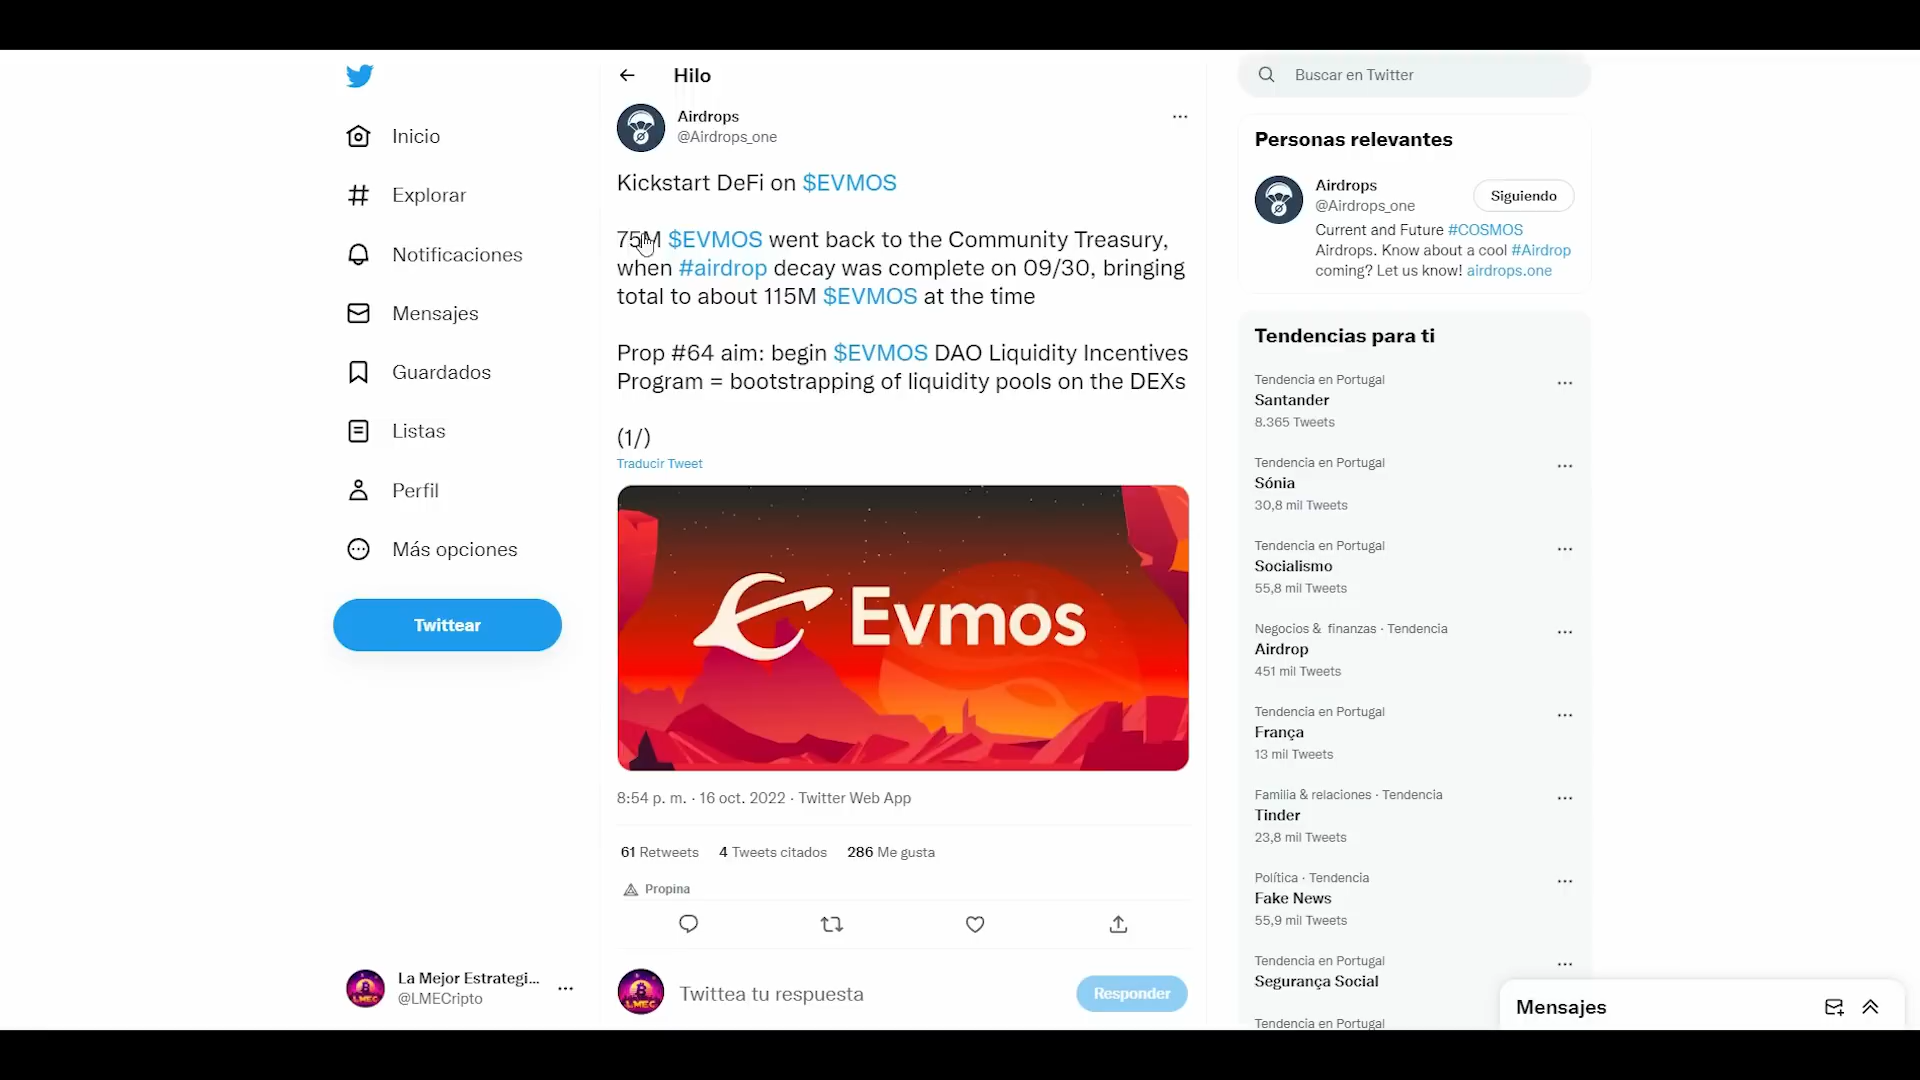 Inicio
Explorar
Notificaciones
Mensajes
Guardados
Listas
Perfil
Más opciones
Twittear
La Mejor Estrategi...
@LMECripto
Hilo
Airdrops
@Airdrops_one
Kickstart DeFi on $EVMOS
75M $EVMOS went back to the Community Treasury,
when #airdrop decay was complete on 09/30, bringing
total to about 115M $EVMOS at the time
Prop #64 aim: begin $EVMOS DAO Liquidity Incentives
Program = bootstrapping of liquidity pools on the DEXs
(1/)
Traducir Tweet
Evmos
8:54 p. m. · 16 oct. 2022 · Twitter Web App
61 Retweets 4 Tweets citados 286 Me gusta
Propina
LMEC
Twittea tu respuesta
Responder
Buscar en Twitter
Personas relevantes
Airdrops
@Airdrops_one
Siguiendo
Current and Future #COSMOS
Airdrops. Know about a cool #Airdrop
coming? Let us know! airdrops.one
Tendencias para ti
Tendencia en Portugal
Santander
8.365 Tweets
Tendencia en Portugal
Sónia
30,8 mil Tweets
Tendencia en Portugal
Socialismo
55,8 mil Tweets
Negocios & finanzas · Tendencia
Airdrop
451 mil Tweets
Tendencia en Portugal
França
13 mil Tweets
Familia & relaciones · Tendencia
Tinder
23,8 mil Tweets
Política · Tendencia
Fake News
55,9 mil Tweets
Tendencia en Portugal
Segurança Social
Tendencia en Portugal
Mensajes